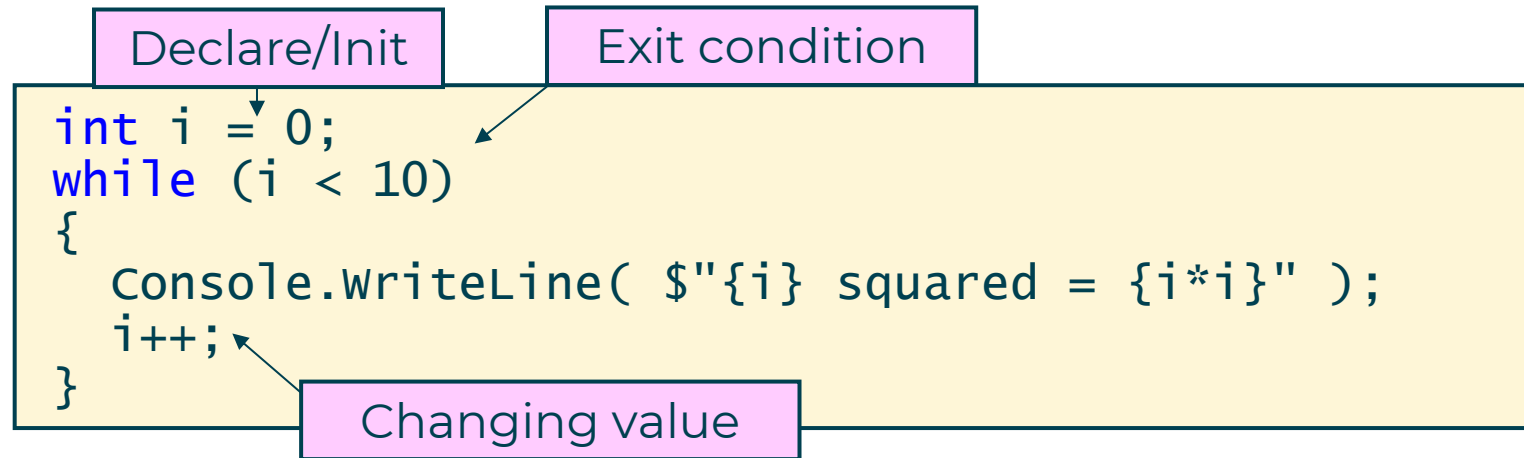 Declare/Init
Exit condition
int i = 0;
while (i < 10)
{
Console.WriteLine( $"{i} squared = {i*i}" );
i++;
}
Changing value